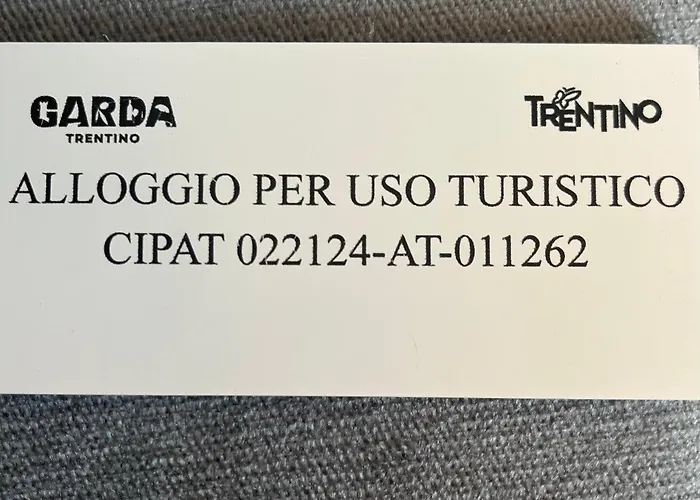 GARDA
TRENTINO
TRENTINO
ALLOGGIO PER USO TURISTICO
CIPAT 022124-AT-011262